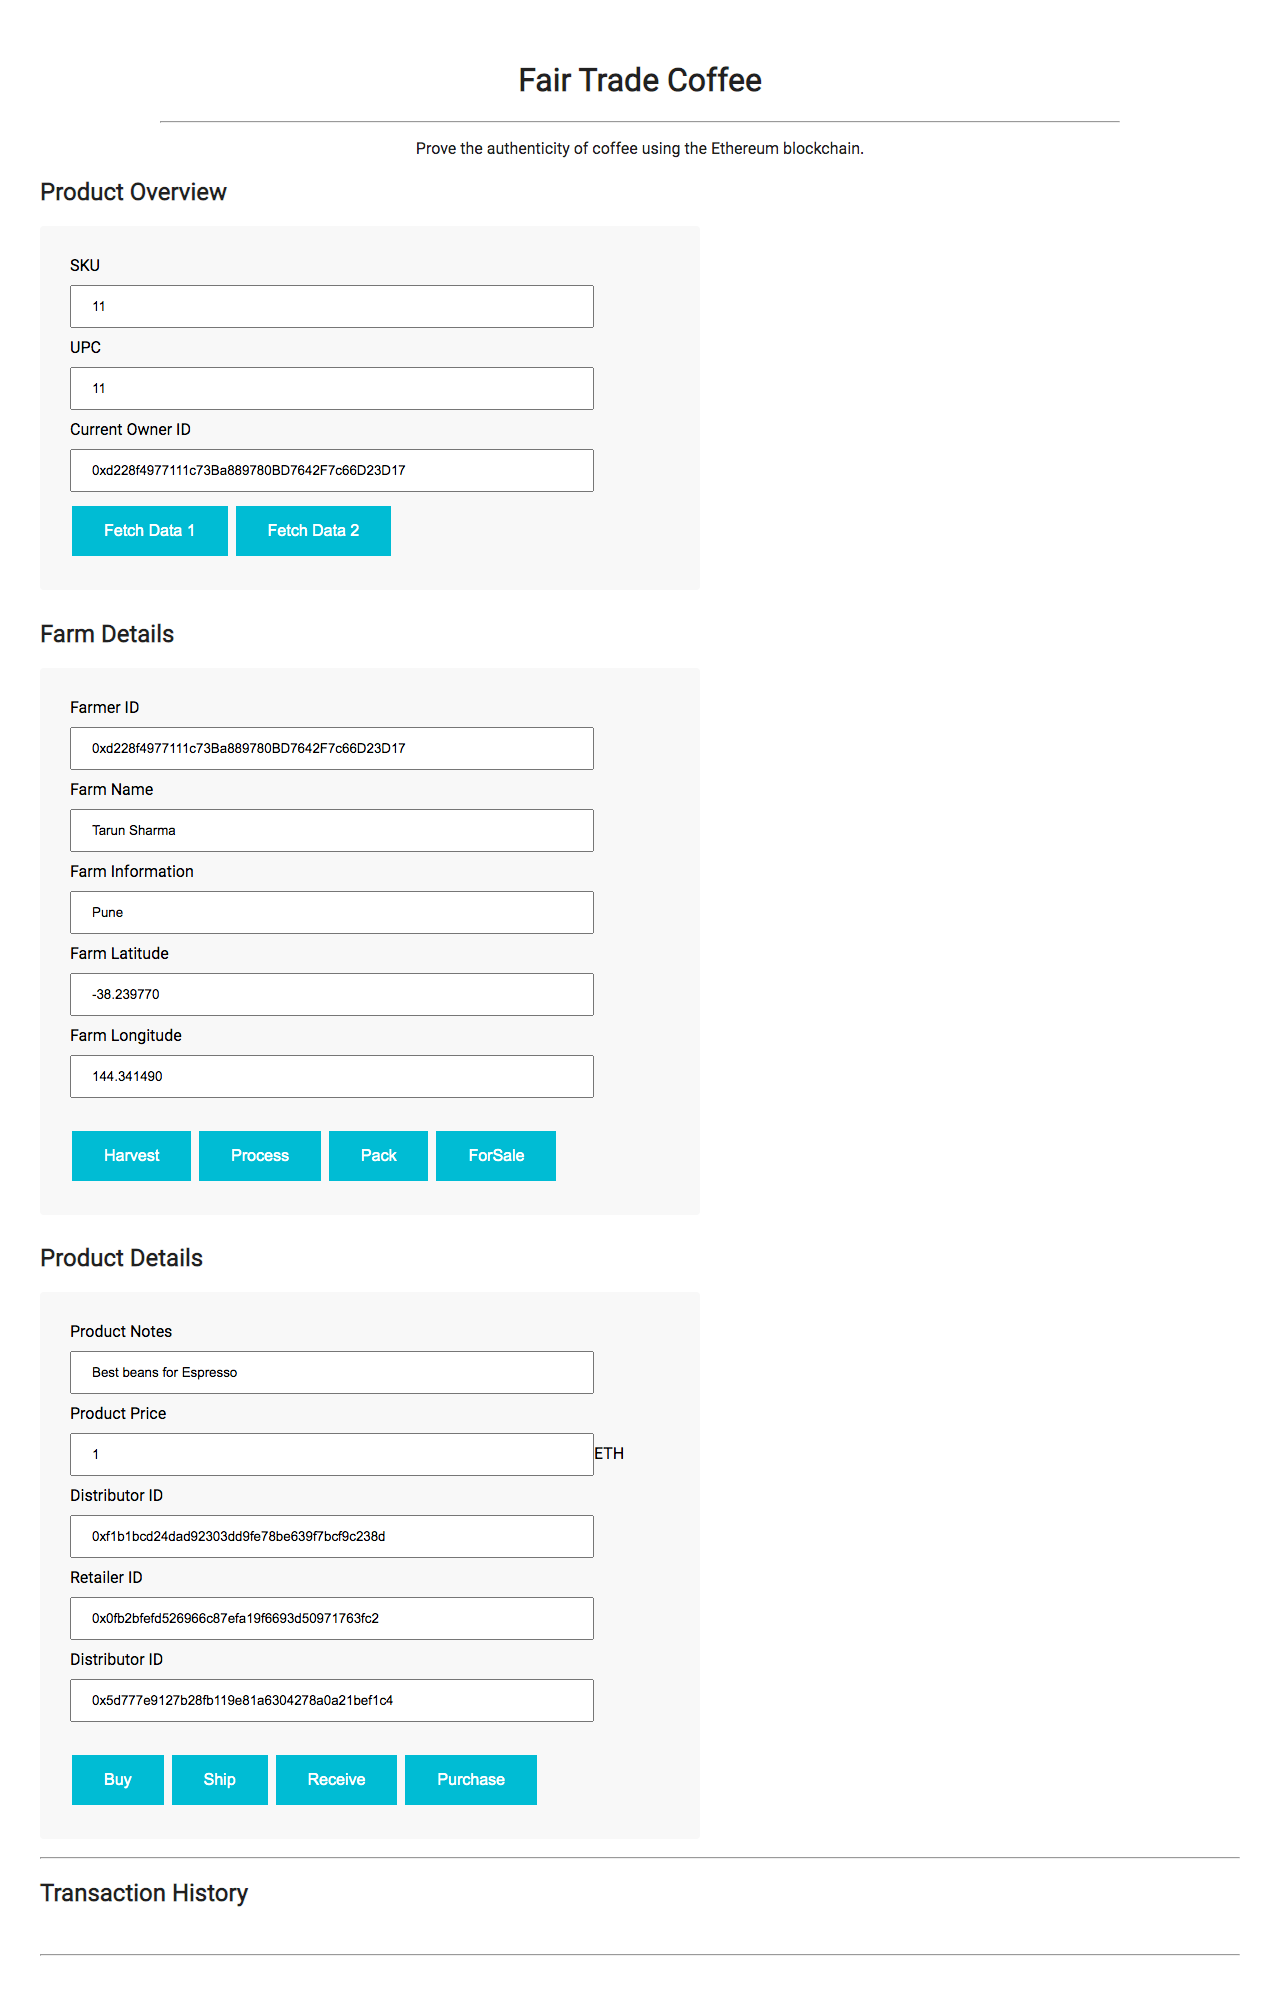 Fair Trade Coffee
Prove the authenticity of coffee using the Ethereum blockchain.
Product Overview
SKU
11
UPC
11
Current Owner ID
0xd228f4977111c73Ba889780BD7642F7c66D23D17
Fetch Data 1 Fetch Data 2
Farm Details
Farmer ID
0xd228f4977111c73Ba889780BD7642F7c66D23D17
Farm Name
Tarun Sharma
Farm Information
Pune
Farm Latitude
-38.239770
Farm Longitude
144.341490
Harvest Process Pack ForSale
Product Details
Product Notes
Best beans for Espresso
Product Price
1 ETH
Distributor ID
0xf1b1bcd24dad92303dd9fe78be639f7bcf9c238d
Retailer ID
0x0fb2bfefd526966c87efa19f6693d50971763fc2
Distributor ID
0x5d777e9127b28fb119e81a6304278a0a21bef1c4
Buy Ship Receive Purchase
Transaction History